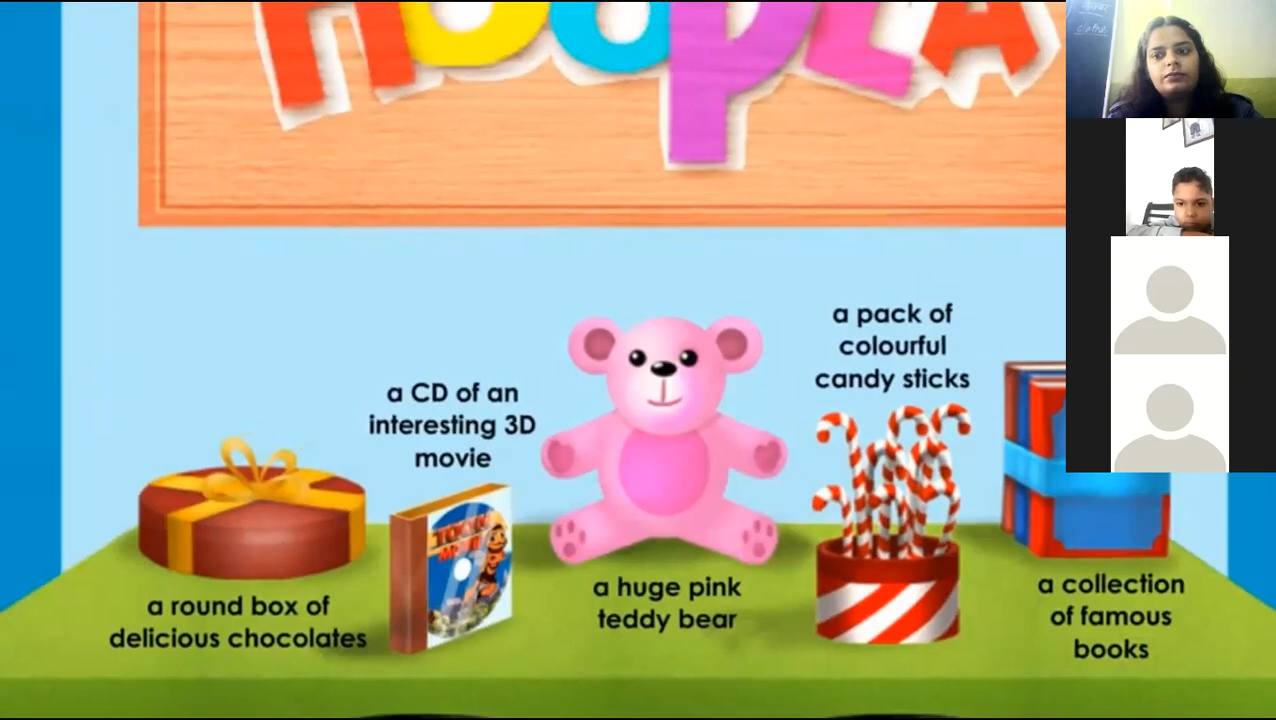 HOOPLA
a pack of
colourful
candy sticks
a CD of an
interesting 3D
movie
a huge pink
teddy bear
a round box of
delicious chocolates
a collection
of famous
books